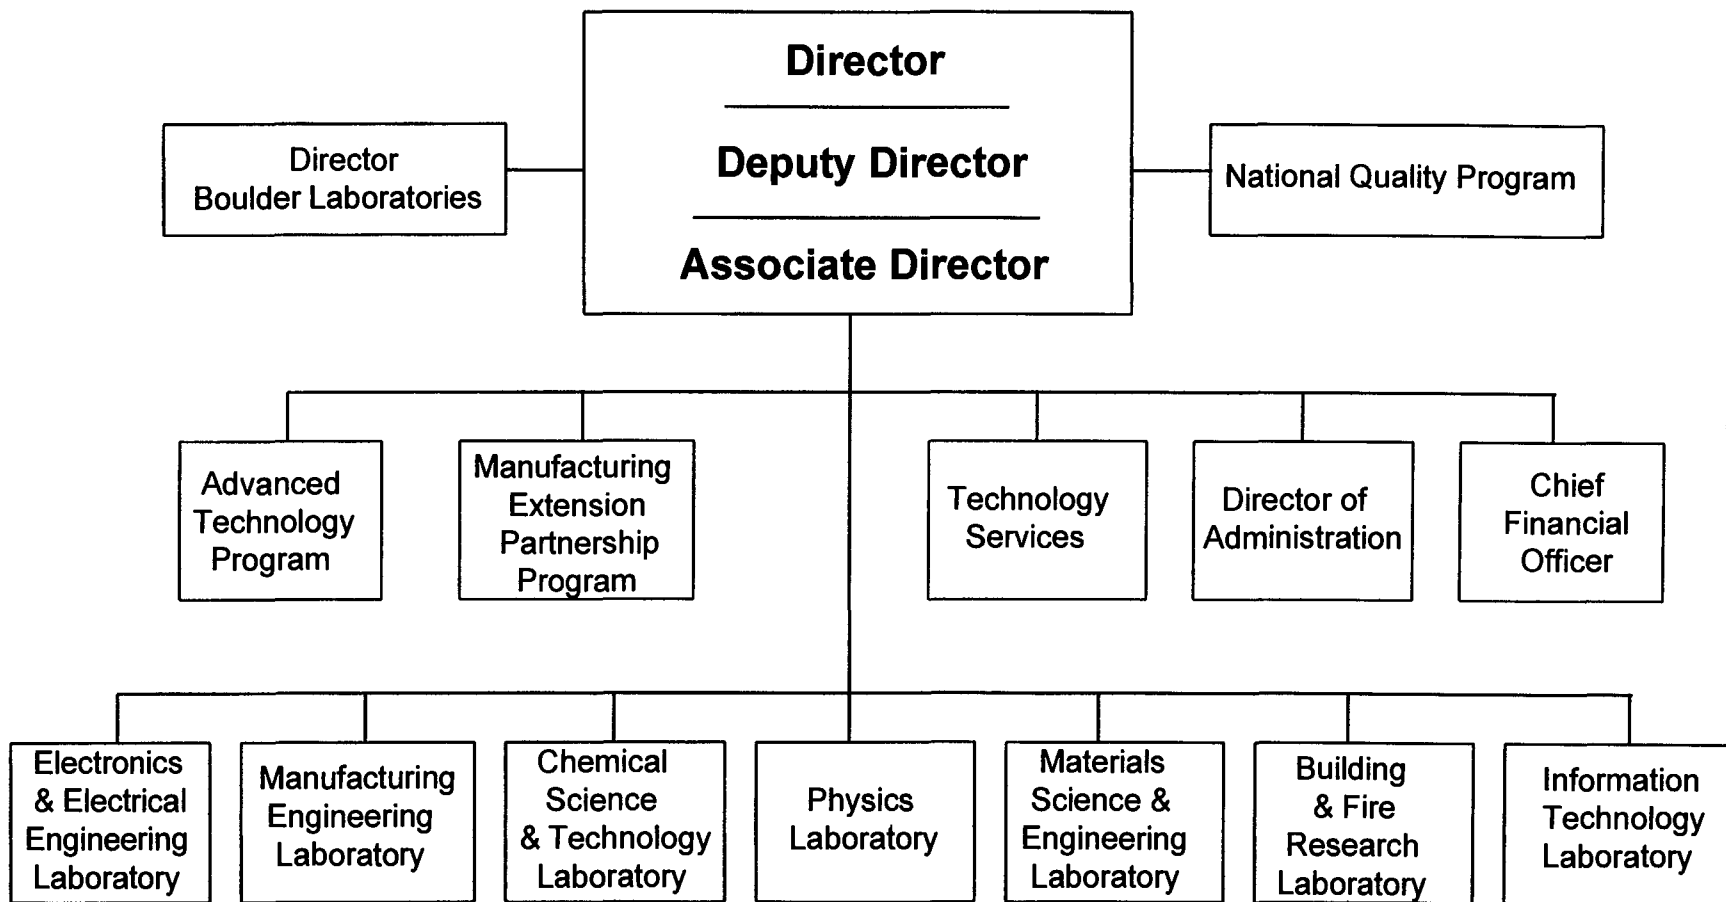 Director
Deputy Director
Associate Director
Director
Boulder Laboratories
National Quality Program
Advanced
Technology
Program
Manufacturing
Extension
Partnership
Program
Technology
Services
Director of
Administration
Chief
Financial
Officer
Electronics
& Electrical
Engineering
Laboratory
Manufacturing
Engineering
Laboratory
Chemical
Science
& Technology
Laboratory
Physics
Laboratory
Materials
Science &
Engineering
Laboratory
Building
& Fire
Research
Laboratory
Information
Technology
Laboratory